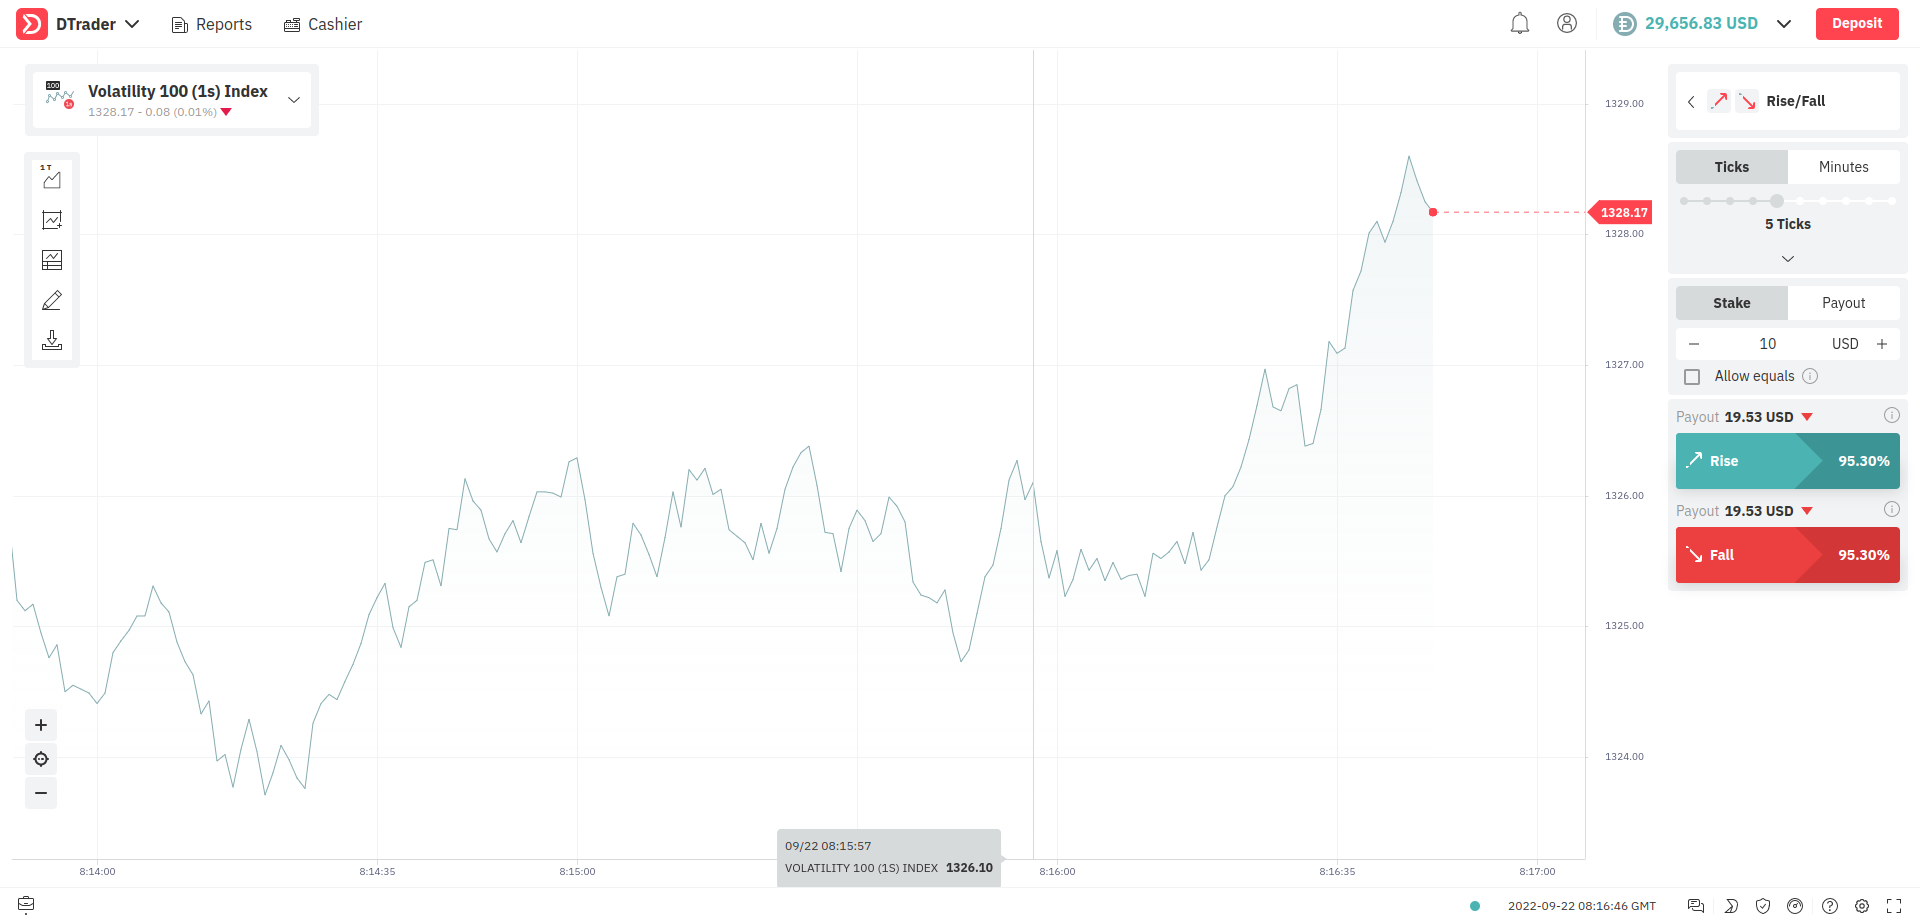 DTrader
Reports
Cashier
29,656.83 USD
Deposit
100
1s
Volatility 100 (1s) Index
1328.17 - 0.08 (0.01%)
1 T
1329.00
1328.17
1328.00
1327.00
1326.00
1325.00
1324.00
09/22 08:15:57
VOLATILITY 100 (1S) INDEX 1326.10
8:14:00
8:14:35
8:15:00
8:16:00
8:16:35
8:17:00
Rise/Fall
Ticks
Minutes
5 Ticks
Stake
Payout
10
USD
Allow equals
Payout 19.53 USD
Rise
95.30%
Payout 19.53 USD
Fall
95.30%
2022-09-22 08:16:46 GMT